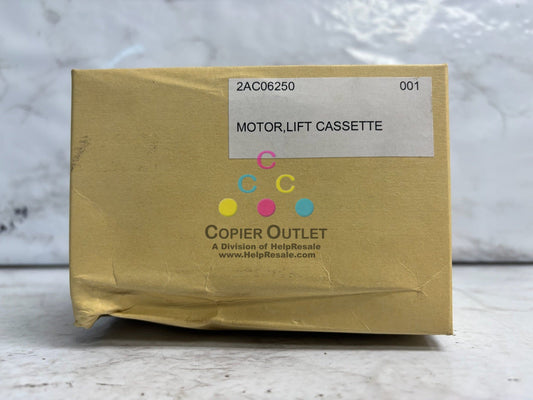 2AC06250 001
MOTOR,LIFT CASSETTE
C
C C
COPIER OUTLET
A Division of HelpResale
www.HelpResale.com